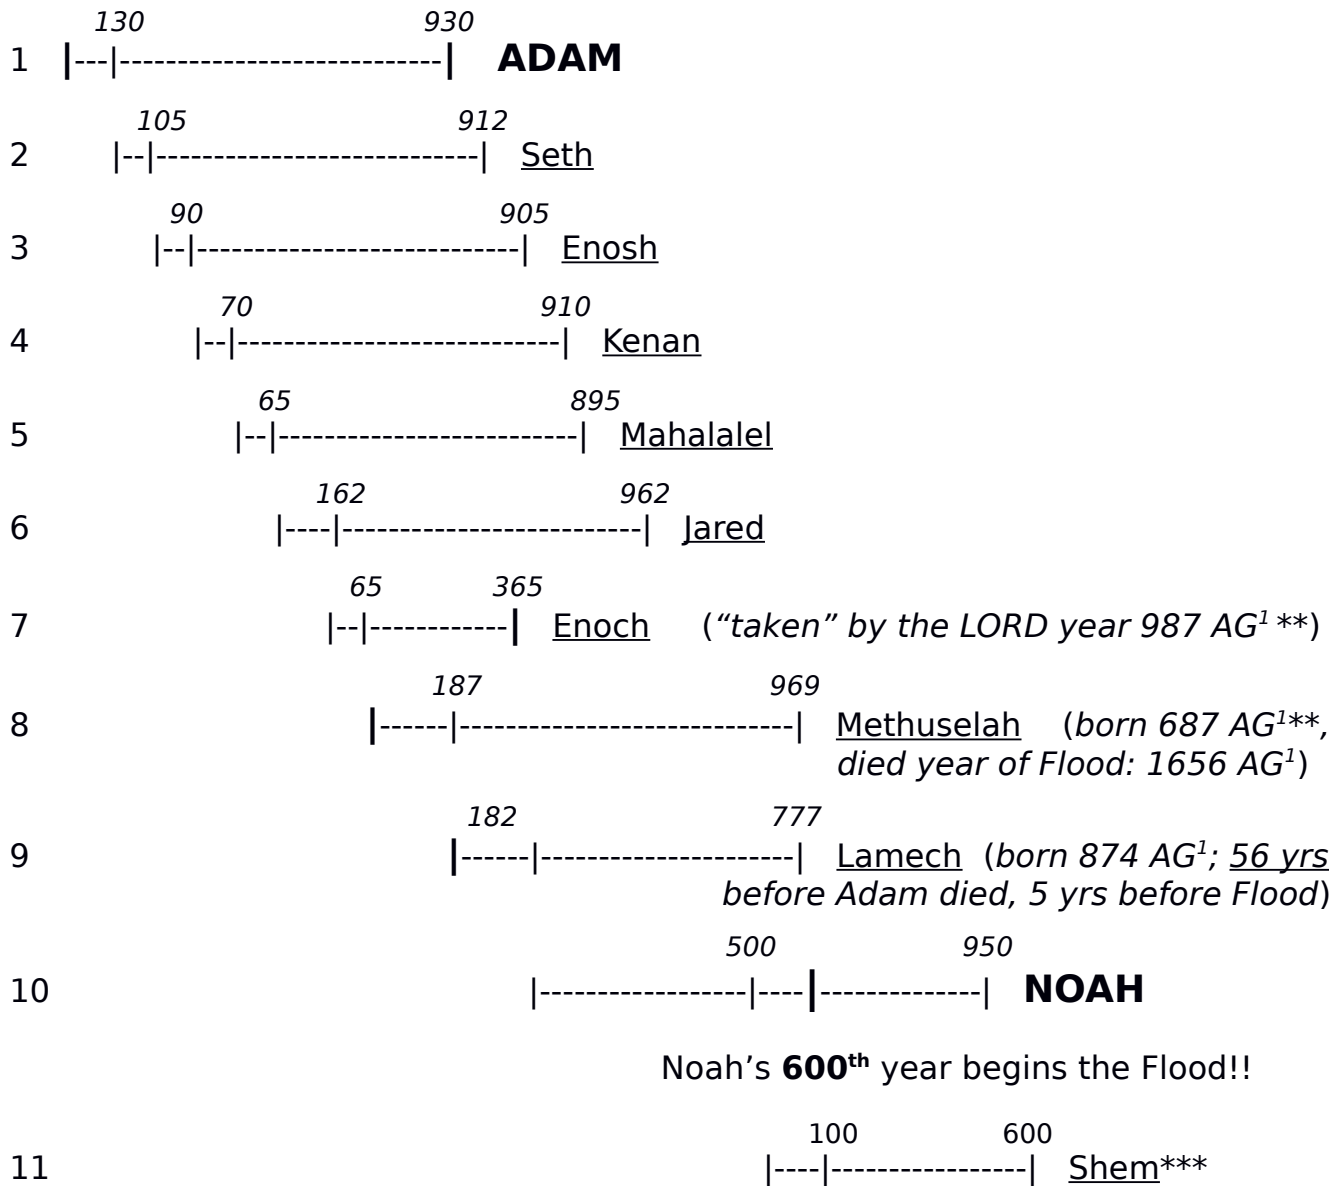 130 930
1 |---|----------------------------| ADAM
105 912
2 |--|----------------------------| Seth
90 905
3 |--|----------------------------| Enosh
70 910
4 |--|----------------------------| Kenan
65 895
5 |--|--------------------------| Mahalalel
162 962
6 |----|--------------------------| Jared
65 365
7 |--|------------| Enoch (“taken” by the LORD year 987 AG¹ **)
187 969
8 |------|-----------------------------| Methuselah (born 687 AG¹**,
died year of Flood: 1656 AG¹)
182 777
9 |------|----------------------| Lamech (born 874 AG¹; 56 yrs
before Adam died, 5 yrs before Flood)
500 950
10 |------------------|----|--------------| NOAH
Noah’s 600th year begins the Flood!!
100 600
11 |----|-----------------| Shem***